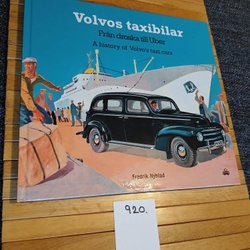 Volvos taxibilar
Från droska till Uber
A history of Volvo's taxi cars
Fredrik Nyblad
920.